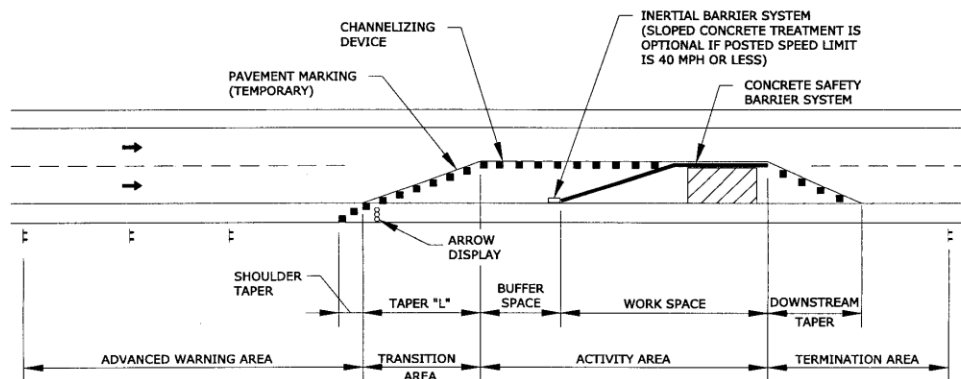 INERTIAL BARRIER SYSTEM
(SLOPED CONCRETE TREATMENT IS
OPTIONAL IF POSTED SPEED LIMIT
IS 40 MPH OR LESS)
CHANNELIZING
DEVICE
PAVEMENT MARKING
(TEMPORARY)
CONCRETE SAFETY
BARRIER SYSTEM
ARROW
DISPLAY
SHOULDER
TAPER
TAPER "L"
BUFFER
SPACE
WORK SPACE
DOWNSTREAM
TAPER
ADVANCED WARNING AREA
TRANSITION
AREA
ACTIVITY AREA
TERMINATION AREA